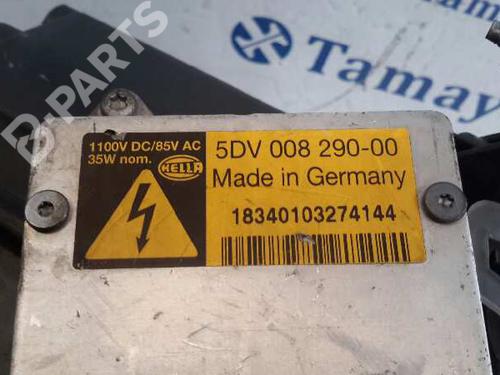 B-PARTS
Tamay
1100V DC/85V AC
35W nom.
HELLA
5DV 008 290-00
Made in Germany
18340103274144